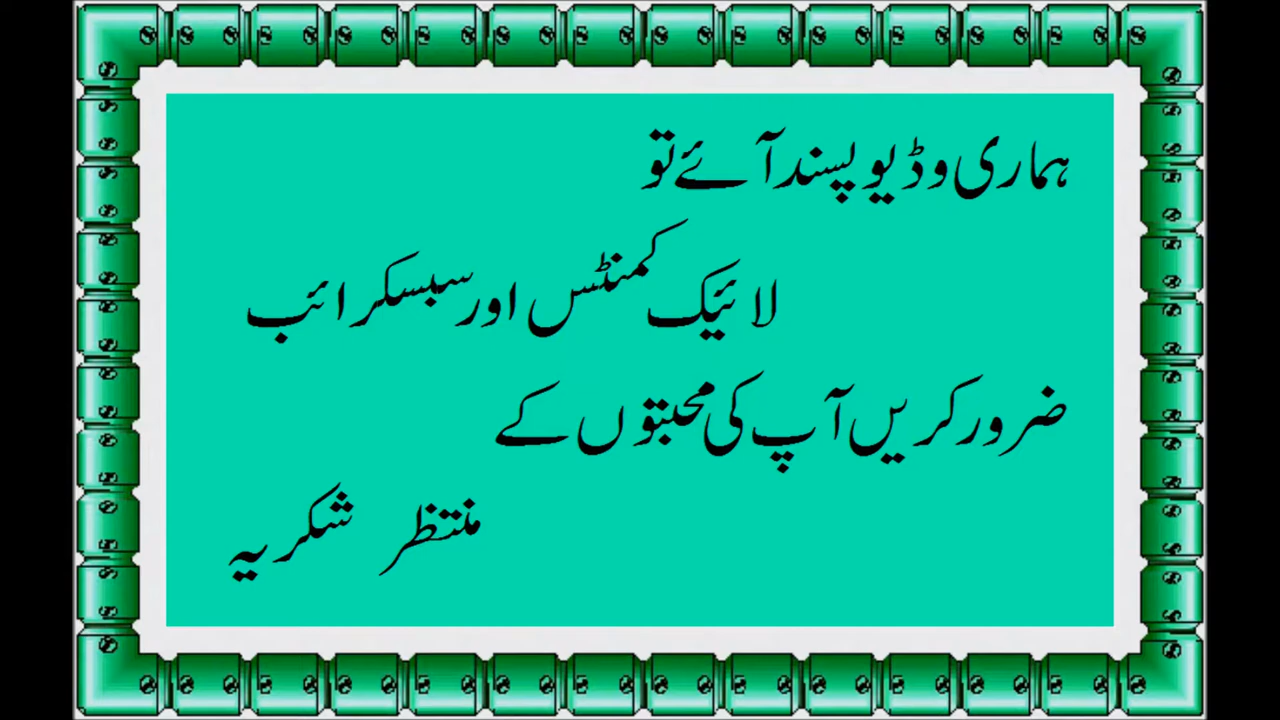 ہماری وڈیو پسند آئے تو
لائیک کمنٹس اور سبسکرائب
ضرور کریں آپ کی محبتوں کے
منتظر شکریہ